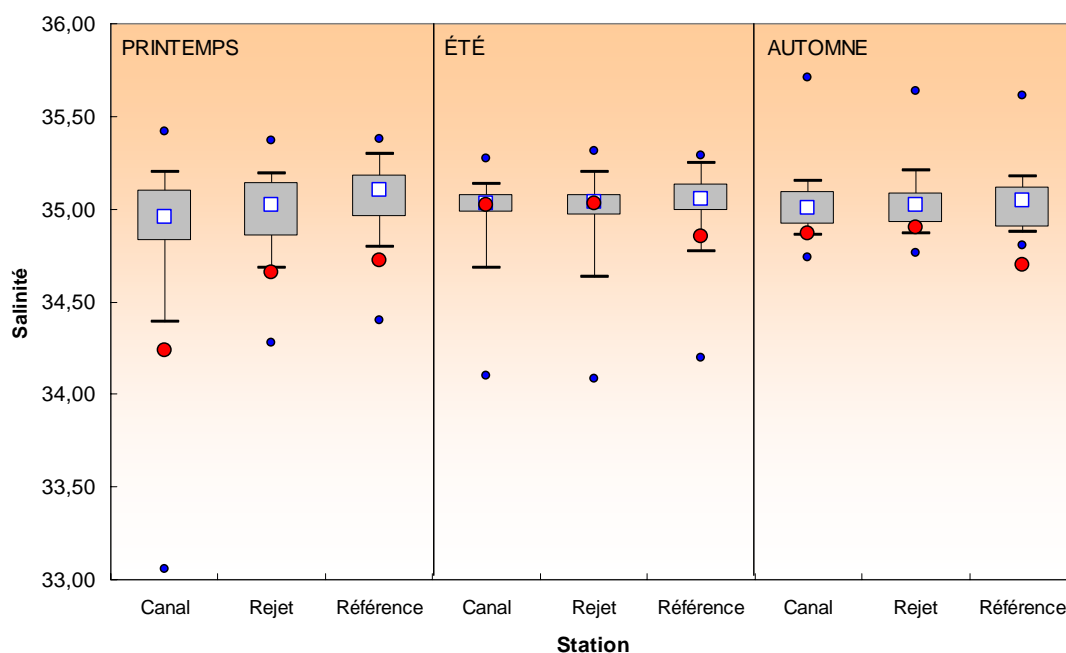 36,00
PRINTEMPS
ÉTÉ
AUTOMNE
35,50
35,00
34,50
34,00
33,50
33,00
Salinité
Canal Rejet Référence Canal Rejet Référence Canal Rejet Référence
Station